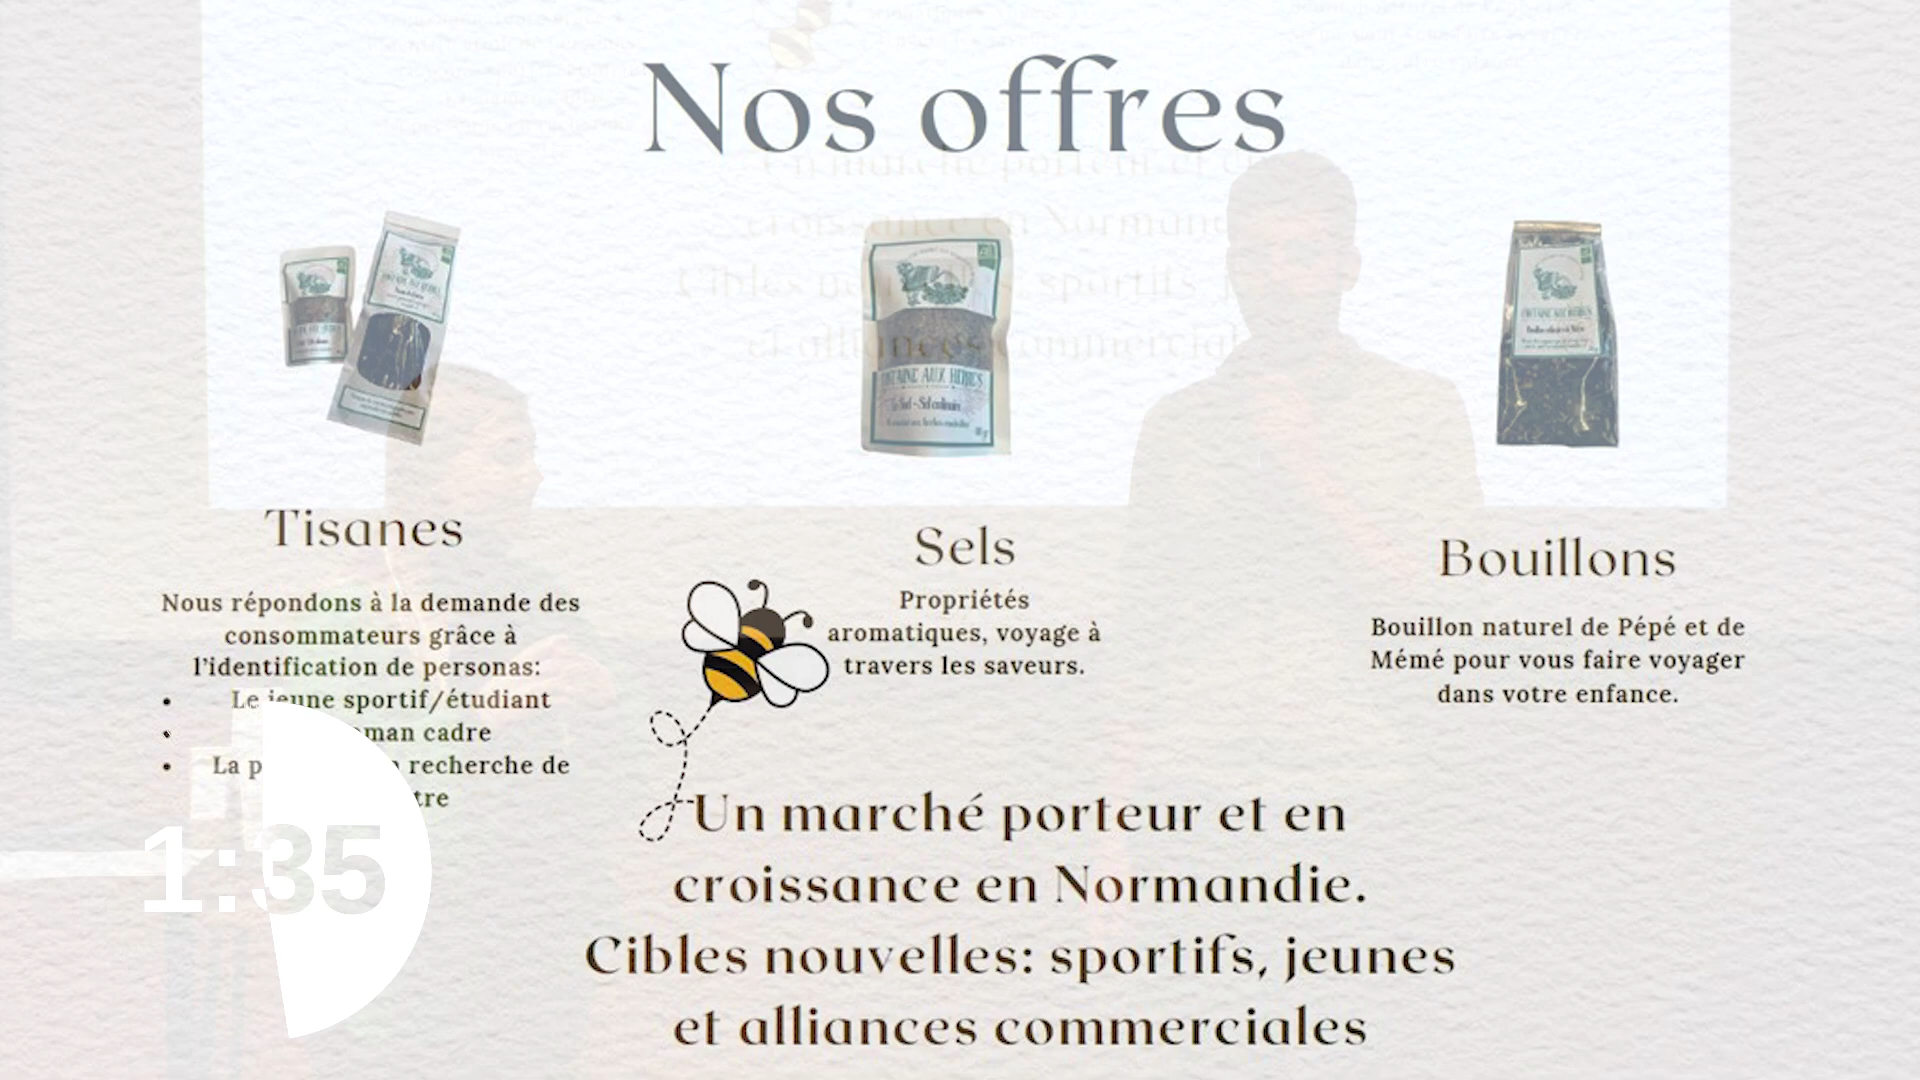 Nos offres
Tisanes
Nous répondons à la demande des
consommateurs grâce à
l'identification de personas:
• Le jeune sportif/étudiant
man cadre
• La recherche de
Sels
Propriétés
aromatiques, voyage à
travers les saveurs.
Bouillons
Bouillon naturel de Pépé et de
Mémé pour vous faire voyager
dans votre enfance.
Un marché porteur et en
croissance en Normandie.
Cibles nouvelles: sportifs, jeunes
et alliances commerciales
1:35